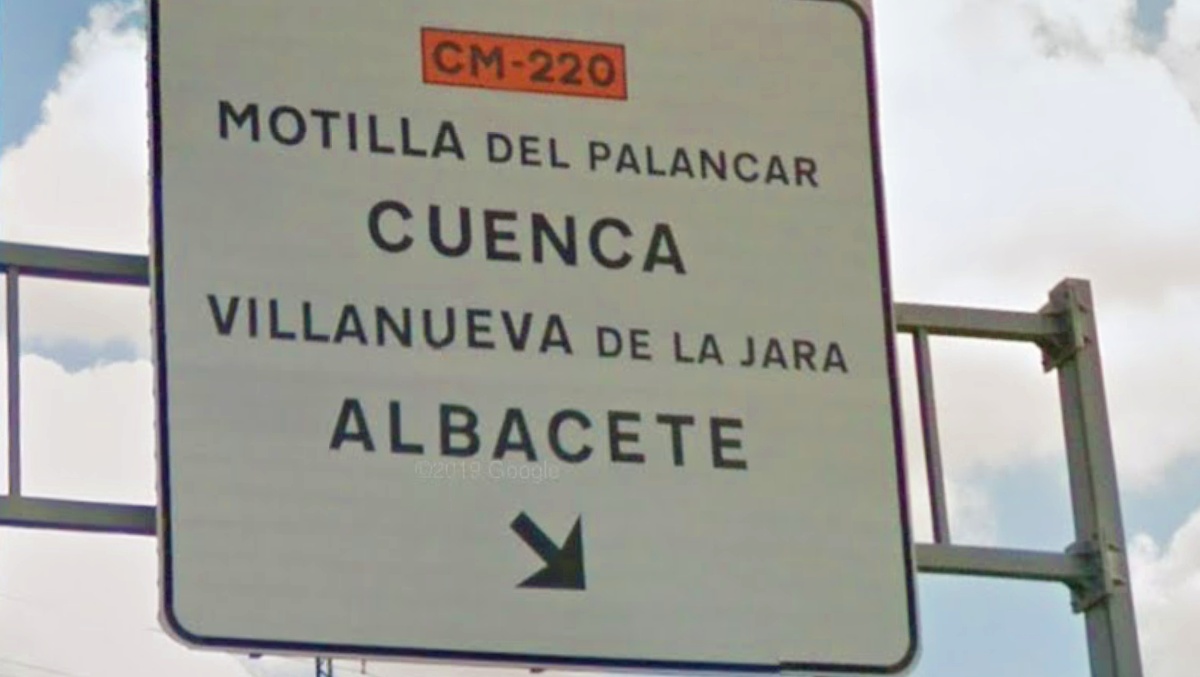 CM-220
MOTILLA DEL PALANCAR
CUENCA
VILLANUEVA DE LA JARA
ALBACETE
©2019 Google